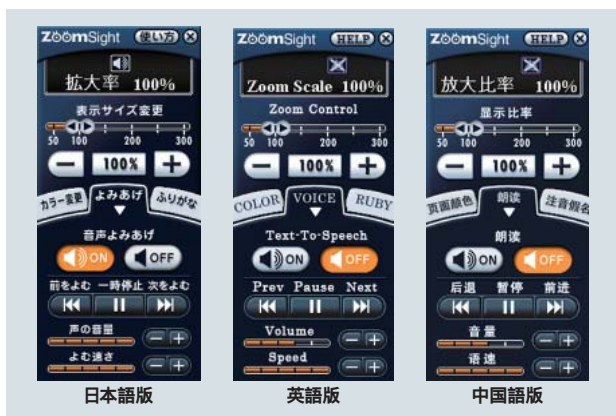 ZoomSight 使い方
拡大率 100%
表示サイズ変更
50 100 200 300
100%
カラー変更 よみあげ ふりがな
音声よみあげ
ON OFF
前をよむ 一時停止 次をよむ
声の音量
よむ速さ
日本語版
ZoomSight HELP
Zoom Scale 100%
Zoom Control
50 100 200 300
100%
COLOR VOICE RUBY
Text-To-Speech
ON OFF
Prev Pause Next
Volume
Speed
英語版
ZoomSight HELP
放大比率 100%
显示比率
50 100 200 300
100%
页面颜色 朗读 注音假名
朗读
ON OFF
后退 暂停 前进
音量
语速
中国語版